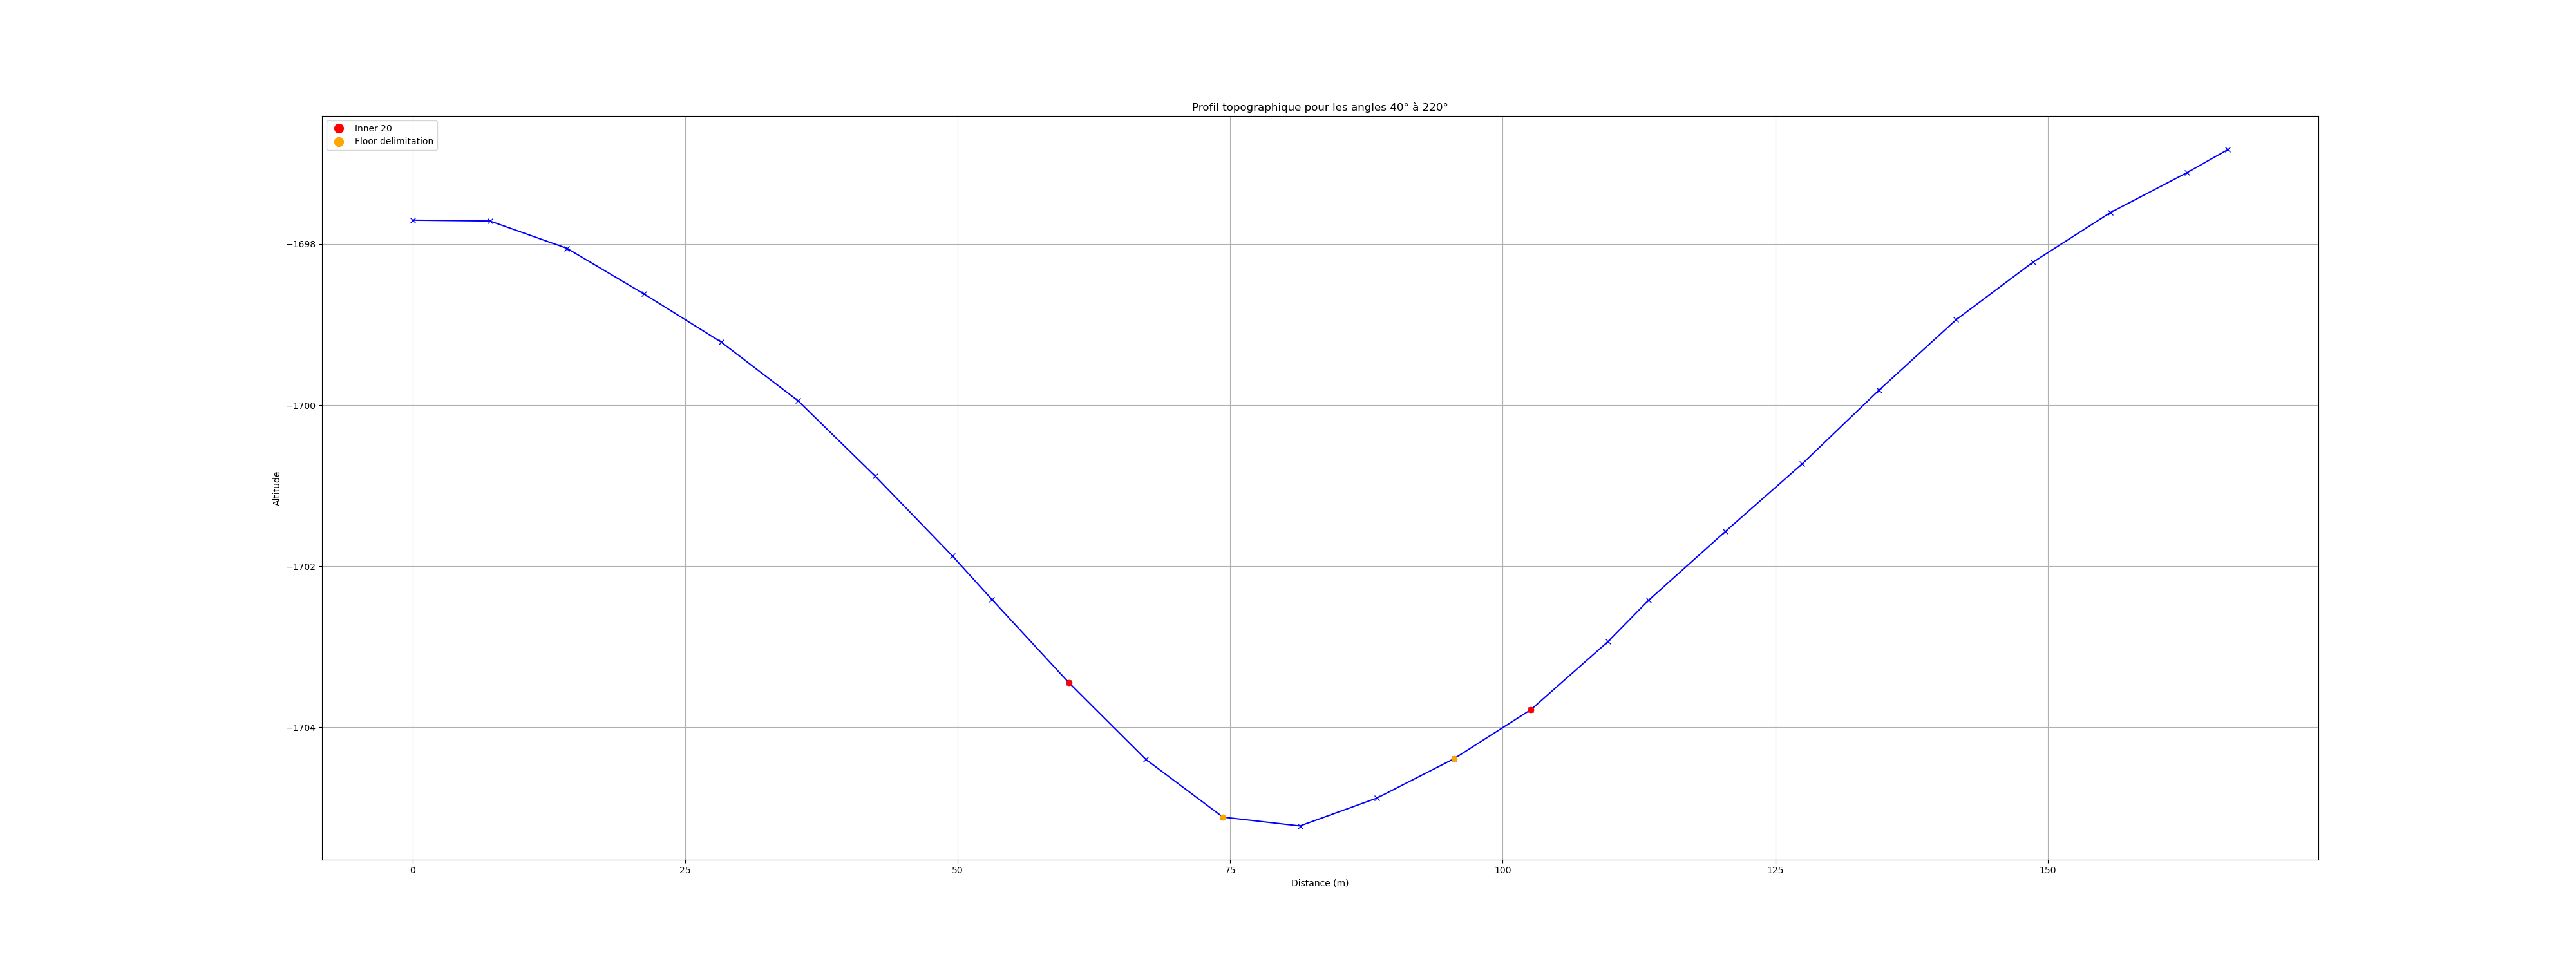 Profil topographique pour les angles 40° à 220°
Inner 20
Floor delimitation
−1698
−1700
−1702
−1704
Altitude
0 25 50 75 100 125 150
Distance (m)